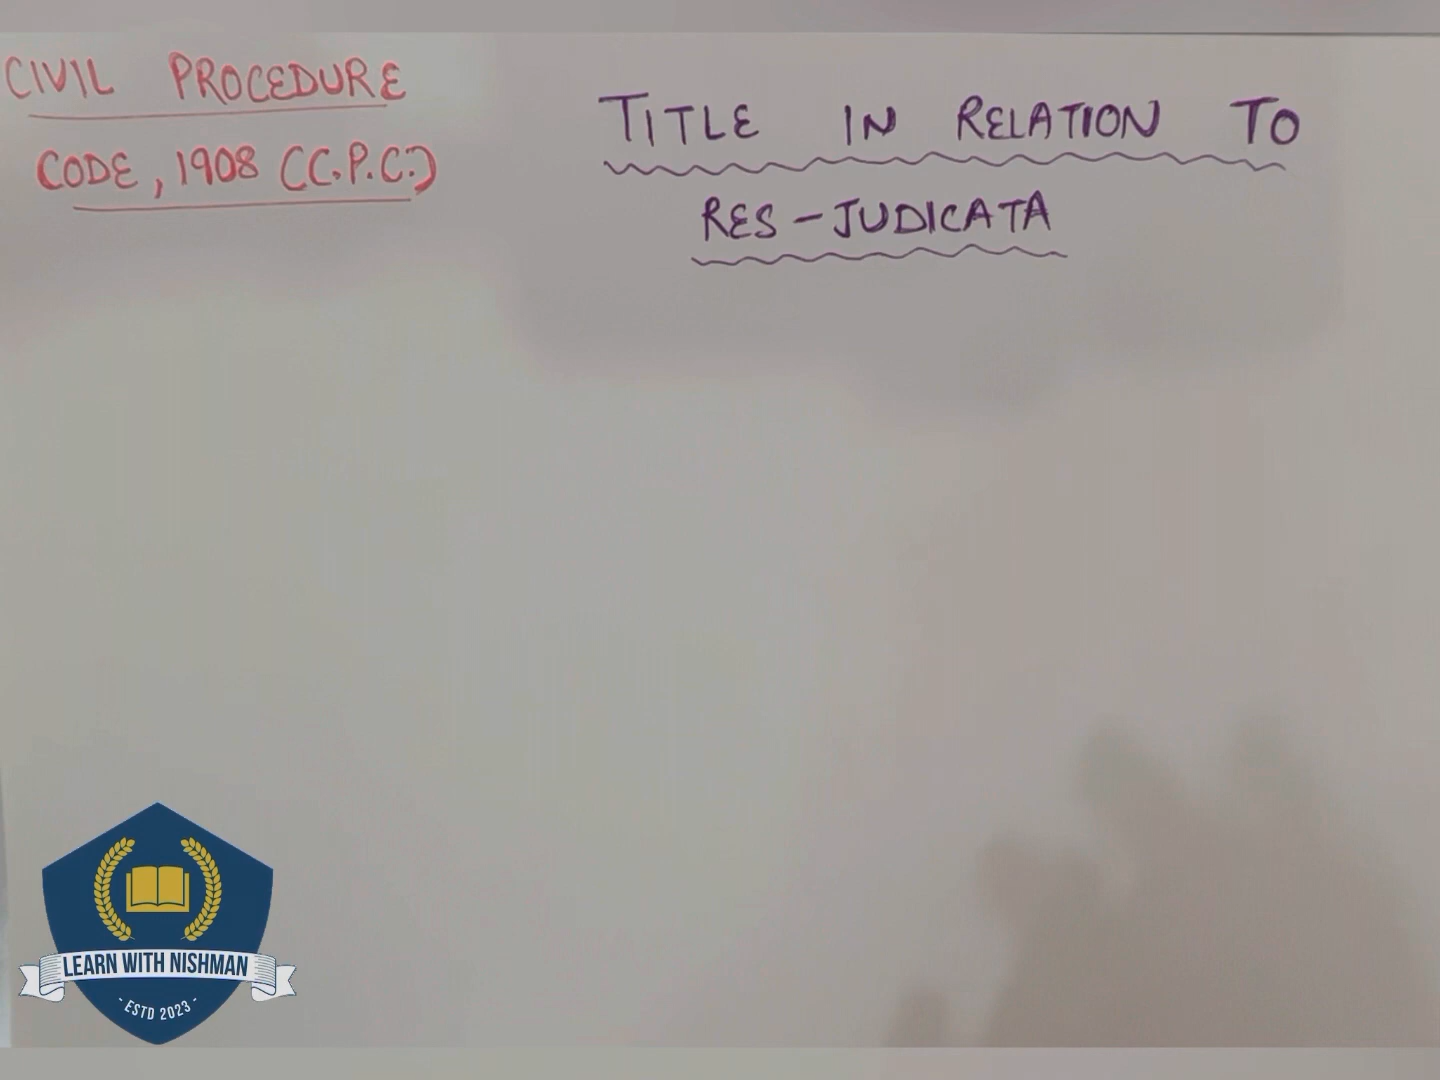 CIVIL PROCEDURE
CODE, 1908 (C.P.C.)
TITLE IN RELATION TO
RES-JUDICATA
LEARN WITH NISHMAN
- ESTD 2023 -